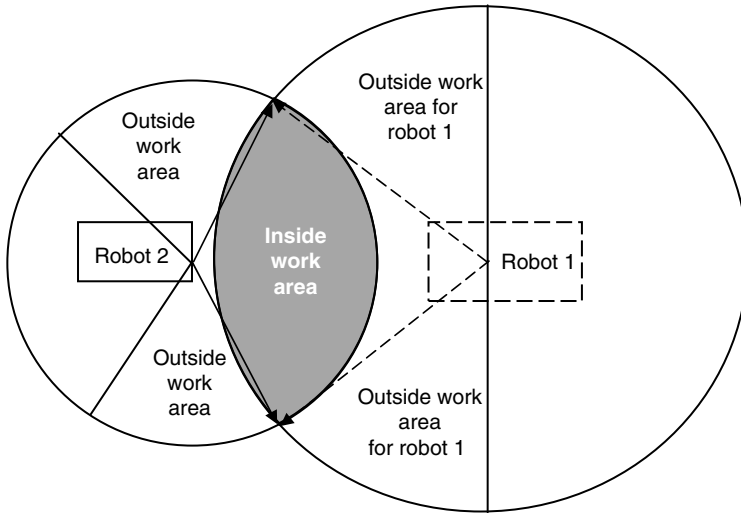 Outside work
area for
robot 1
Outside
work
area
Inside
work
area
Robot 2
Robot 1
Outside
work
area
Outside work
area
for robot 1